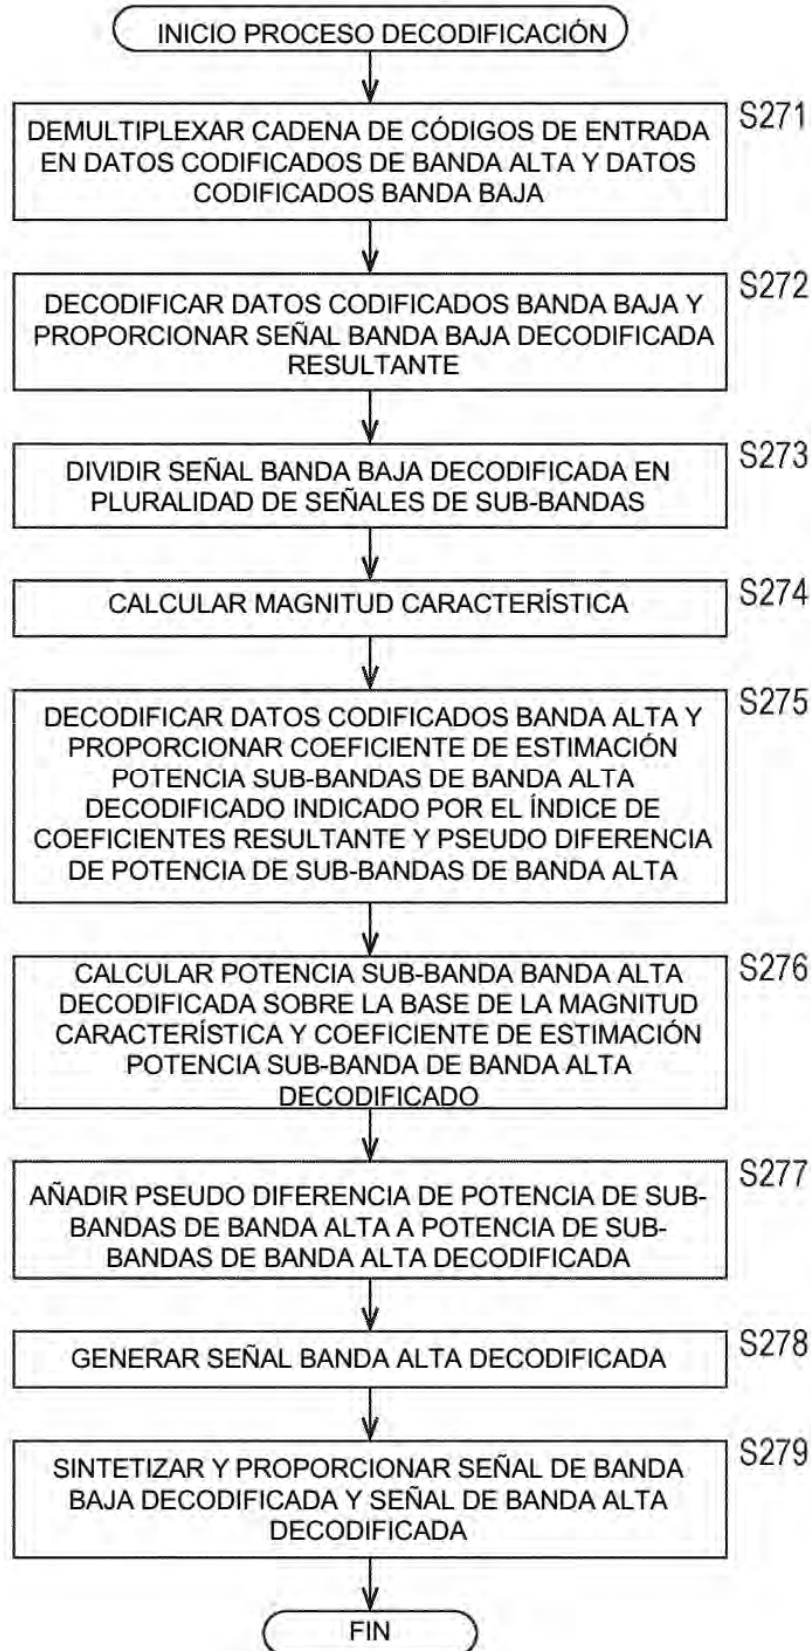 INICIO PROCESO DECODIFICACIÓN
S271
DEMULTIPLEXAR CADENA DE CÓDIGOS DE ENTRADA
EN DATOS CODIFICADOS DE BANDA ALTA Y DATOS
CODIFICADOS BANDA BAJA
S272
DECODIFICAR DATOS CODIFICADOS BANDA BAJA Y
PROPORCIONAR SEÑAL BANDA BAJA DECODIFICADA
RESULTANTE
S273
DIVIDIR SEÑAL BANDA BAJA DECODIFICADA EN
PLURALIDAD DE SEÑALES DE SUB-BANDAS
S274
CALCULAR MAGNITUD CARACTERÍSTICA
S275
DECODIFICAR DATOS CODIFICADOS BANDA ALTA Y
PROPORCIONAR COEFICIENTE DE ESTIMACIÓN
POTENCIA SUB-BANDAS DE BANDA ALTA
DECODIFICADO INDICADO POR EL ÍNDICE DE
COEFICIENTES RESULTANTE Y PSEUDO DIFERENCIA
DE POTENCIA DE SUB-BANDAS DE BANDA ALTA
S276
CALCULAR POTENCIA SUB-BANDA BANDA ALTA
DECODIFICADA SOBRE LA BASE DE LA MAGNITUD
CARACTERÍSTICA Y COEFICIENTE DE ESTIMACIÓN
POTENCIA SUB-BANDA DE BANDA ALTA
DECODIFICADO
S277
AÑADIR PSEUDO DIFERENCIA DE POTENCIA DE SUB-
BANDAS DE BANDA ALTA A POTENCIA DE SUB-
BANDAS DE BANDA ALTA DECODIFICADA
S278
GENERAR SEÑAL BANDA ALTA DECODIFICADA
S279
SINTETIZAR Y PROPORCIONAR SEÑAL DE BANDA
BAJA DECODIFICADA Y SEÑAL DE BANDA ALTA
DECODIFICADA
FIN